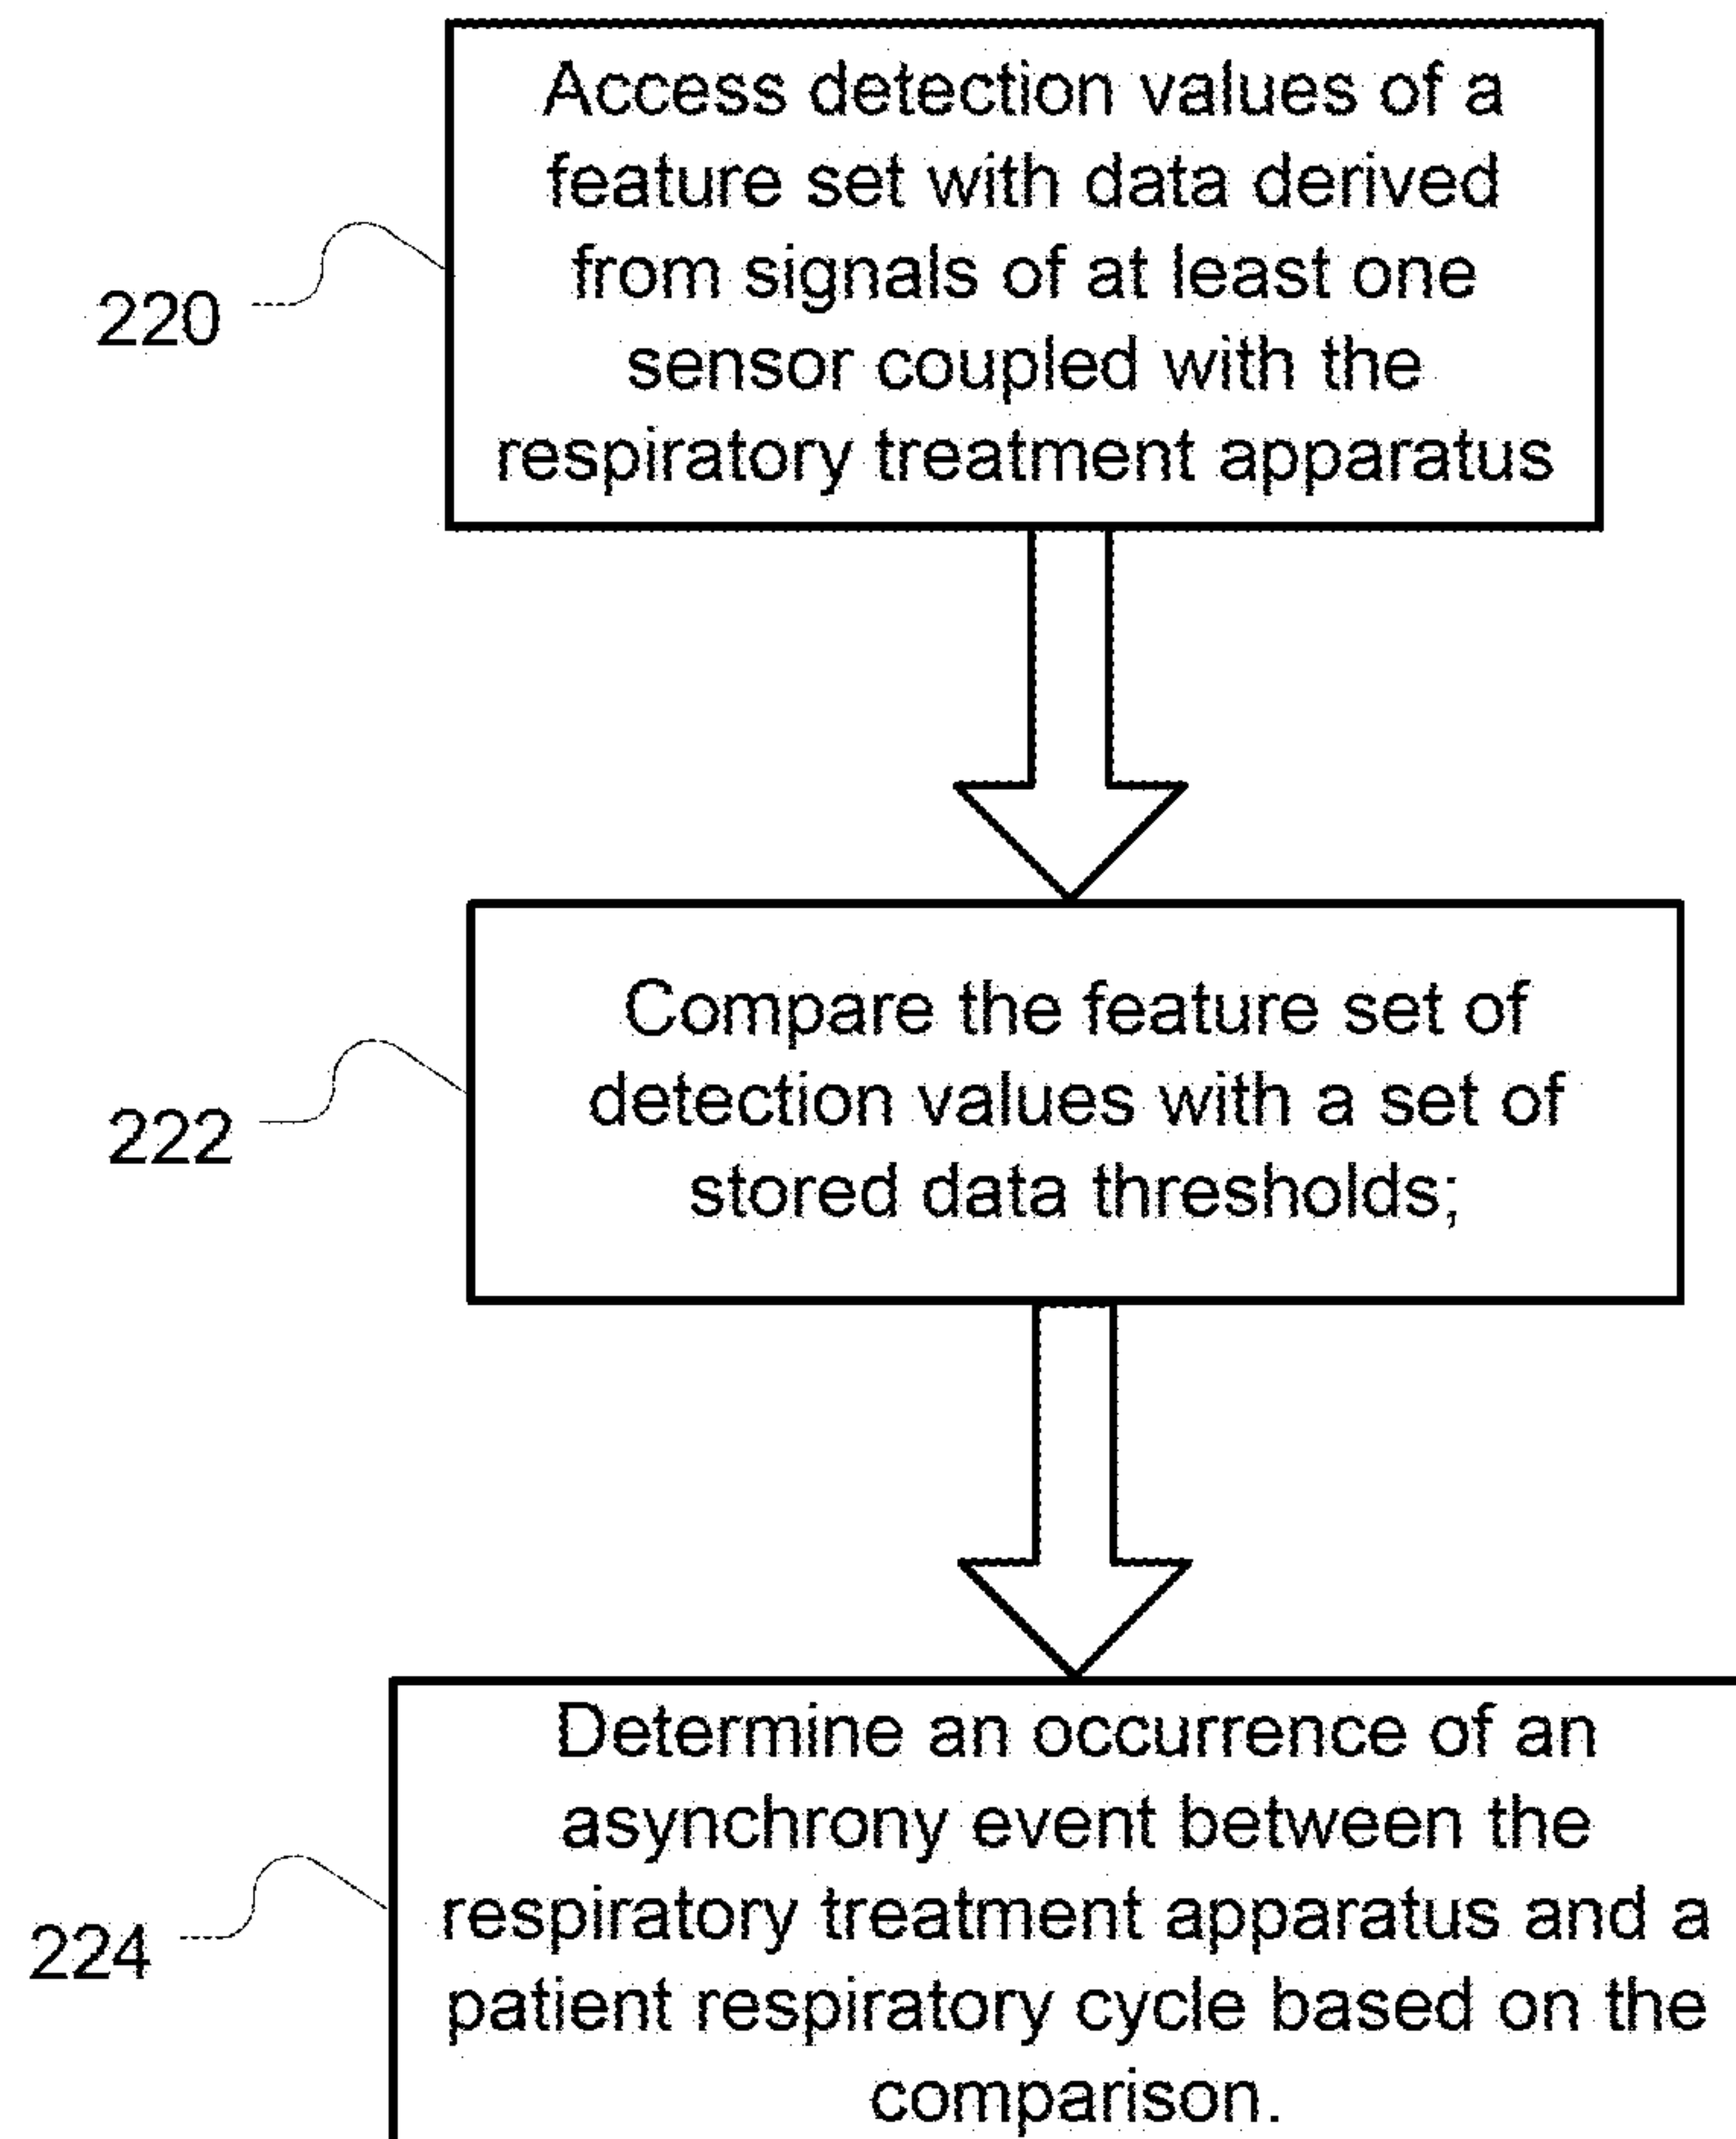 Access detection values of a
feature set with data derived
from signals of at least one
sensor coupled with the
respiratory treatment apparatus
220
Compare the feature set of
detection values with a set of
stored data thresholds;
222
Determine an occurrence of an
asynchrony event between the
respiratory treatment apparatus and a
patient respiratory cycle based on the
comparison.
224